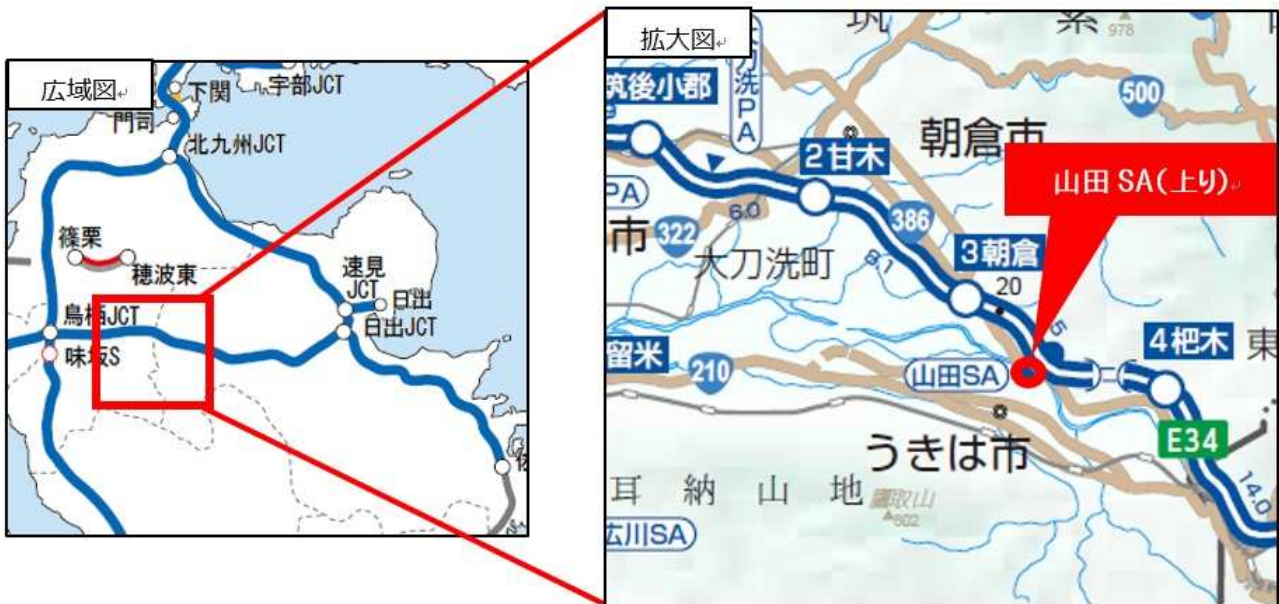 広域図
下関
宇部JCT
門司
北九州JCT
篠栗
穂波東
速見
JCT
日出
日出JCT
鳥栖JCT
味坂S
拡大図
筑
紫
978
筑後小郡
洗PA
500
2甘木
朝倉市
山田 SA(上り)
PA)
6.0
386
市
322
大刀洗町
8.1
3朝倉
20
4杷木
東
留米
210
山田SA
E34
うきは市
14.0
耳納山地
鷹取山
802
広川SA)